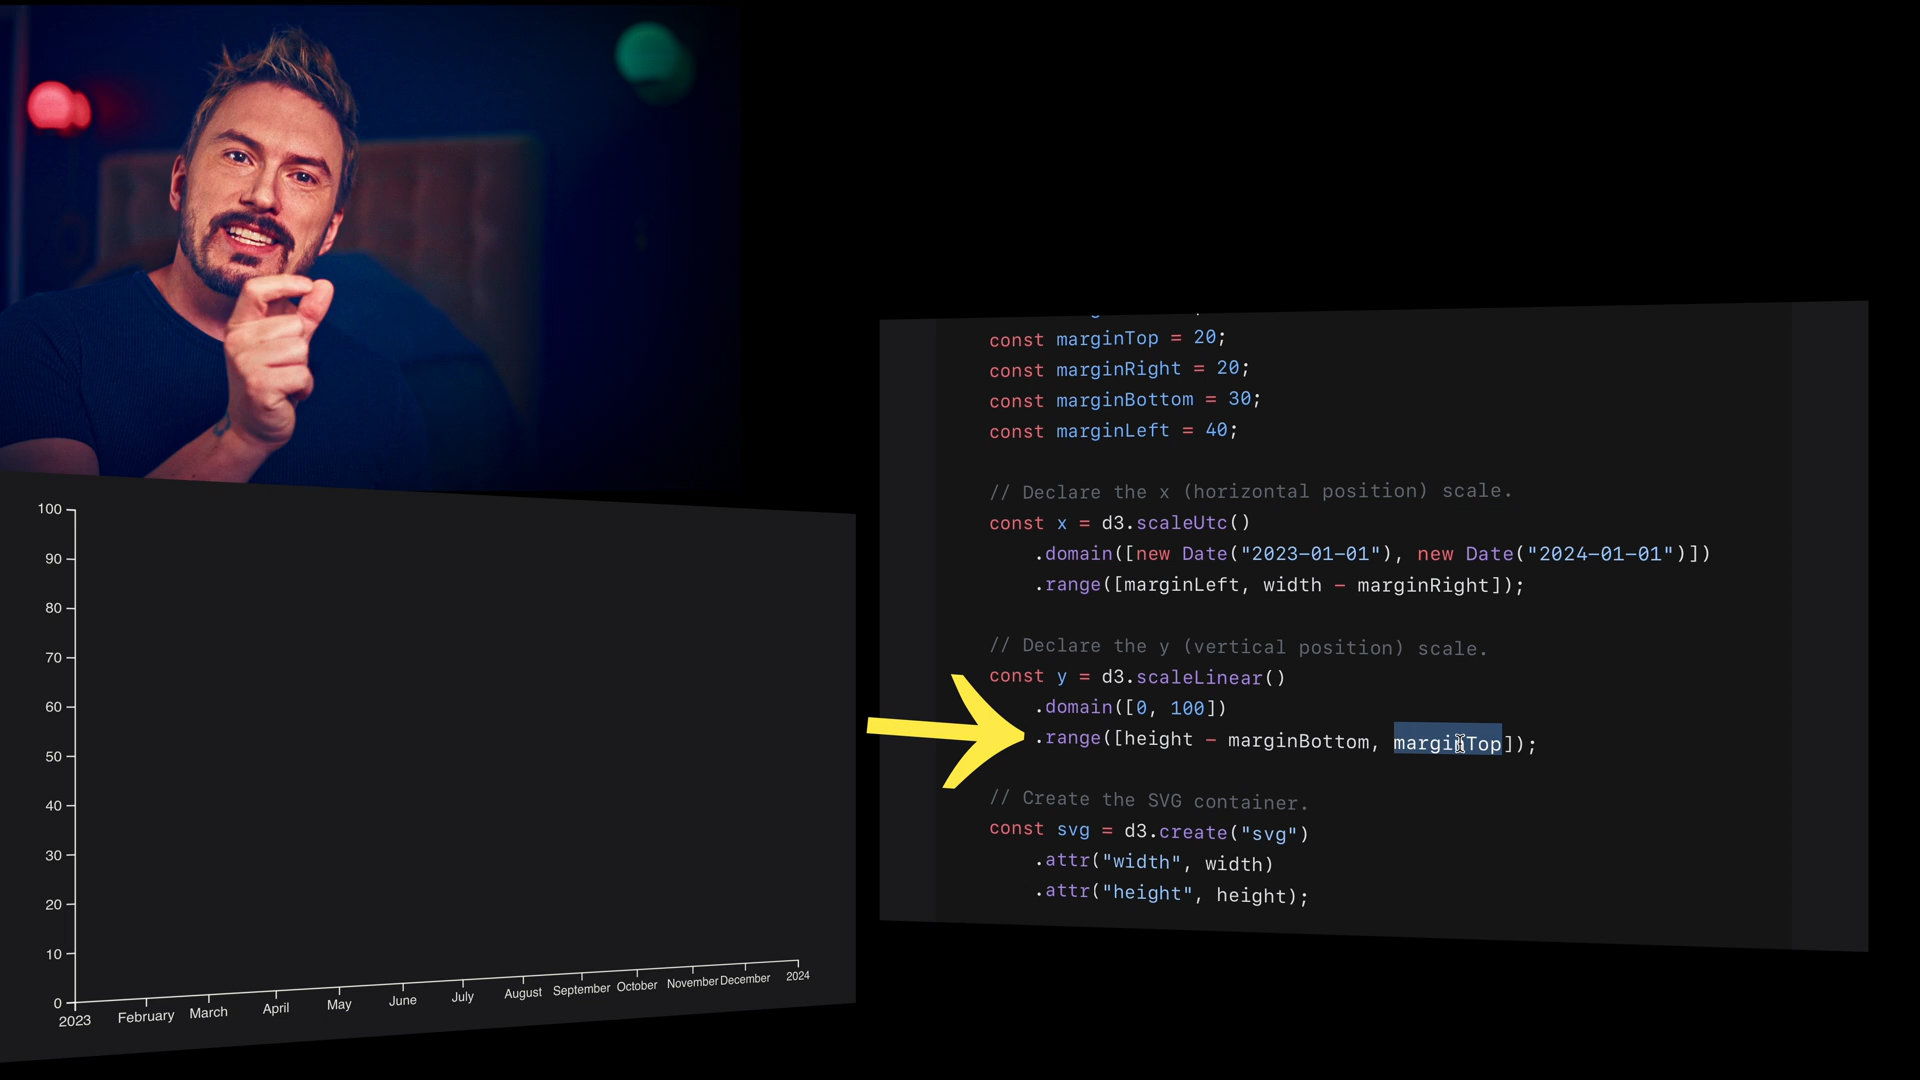 const marginTop = 20;
const marginRight = 20;
const marginBottom = 30;
const marginLeft = 40;
// Declare the x (horizontal position) scale.
const x = d3.scaleUtc()
.domain([new Date("2023-01-01"), new Date("2024-01-01")])
.range([marginLeft, width - marginRight]);
// Declare the y (vertical position) scale.
const y = d3.scaleLinear()
.domain([0, 100])
.range([height - marginBottom, marginTop]);
// Create the SVG container.
const svg = d3.create("svg")
.attr("width", width)
.attr("height", height);
100
90
80
70
60
50
40
30
20
10
0
2023 February March April May June July August September October November December 2024